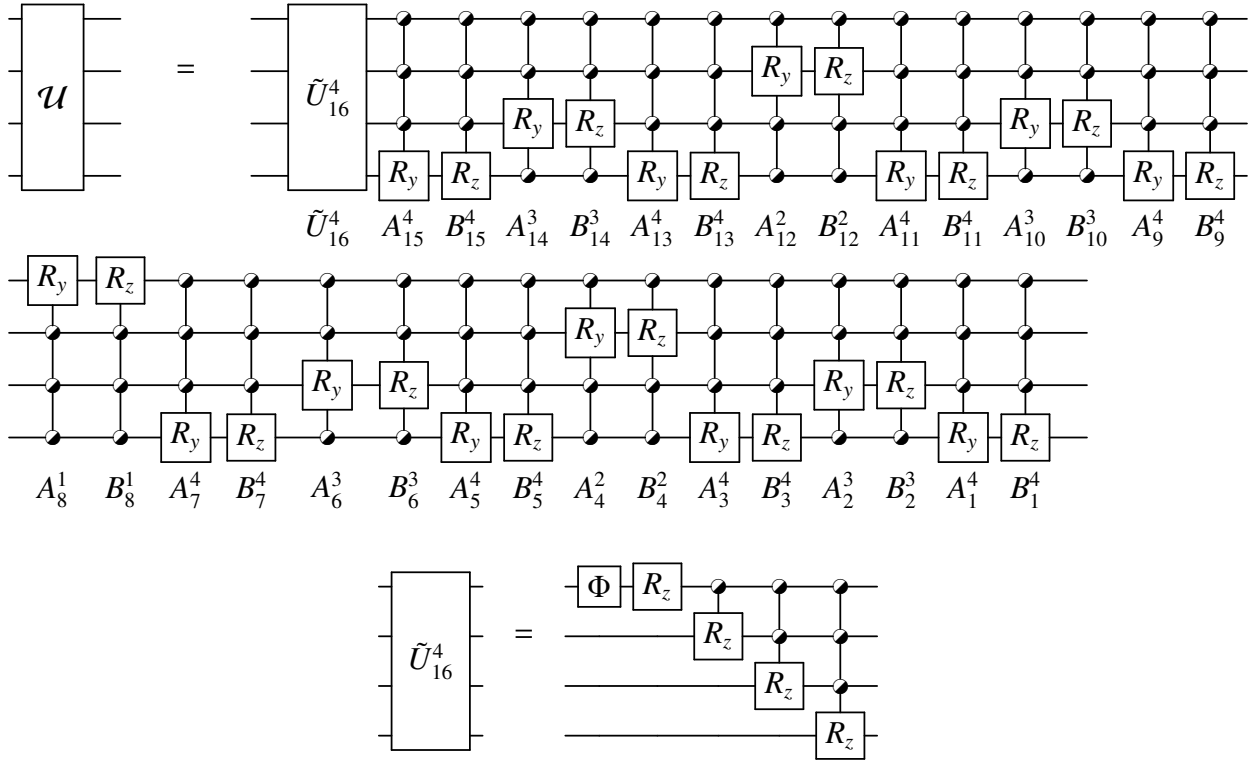 𝒰 = Ũ⁴₁₆ R_y R_z R_y R_z R_y R_z R_y R_z R_y R_z R_y R_z R_y R_z
Ũ⁴₁₆ A⁴₁₅ B⁴₁₅ A³₁₄ B³₁₄ A⁴₁₃ B⁴₁₃ A²₁₂ B²₁₂ A⁴₁₁ B⁴₁₁ A³₁₀ B³₁₀ A⁴₉ B⁴₉
R_y R_z R_y R_z R_y R_z R_y R_z R_y R_z R_y R_z R_y R_z R_y R_z
A¹₈ B¹₈ A⁴₇ B⁴₇ A³₆ B³₆ A⁴₅ B⁴₅ A²₄ B²₄ A⁴₃ B⁴₃ A³₂ B³₂ A⁴₁ B⁴₁
Ũ⁴₁₆ = Φ R_z R_z R_z R_z